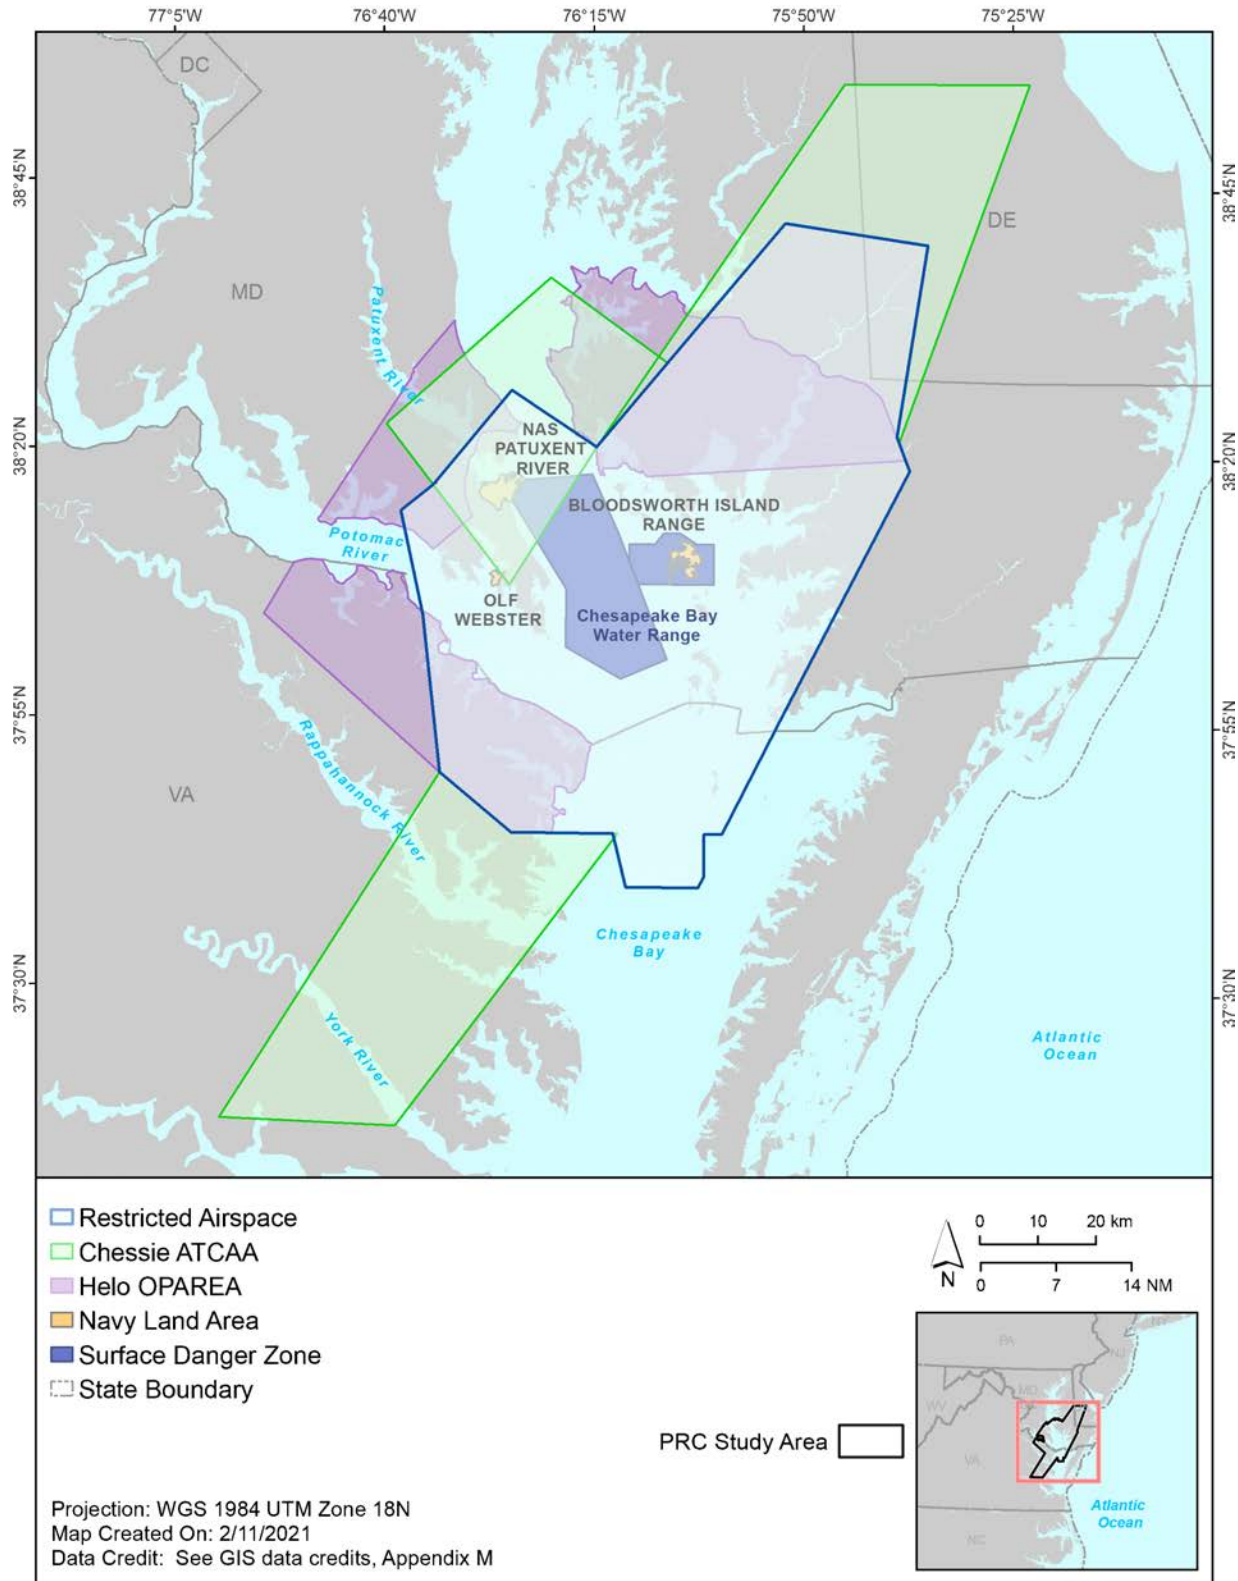 77°5'W
76°40'W
76°15'W
75°50'W
75°25'W
DC
38°45'N
38°45'N
DE
MD
Patuxent River
NAS
PATUXENT
RIVER
38°20'N
38°20'N
BLOODSWORTH ISLAND
RANGE
Potomac
River
OLF
WEBSTER
Chesapeake Bay
Water Range
37°55'N
37°55'N
Rappahannock River
VA
Chesapeake
Bay
37°30'N
37°30'N
York River
Atlantic
Ocean
Restricted Airspace
Chessie ATCAA
Helo OPAREA
Navy Land Area
Surface Danger Zone
State Boundary
N
0 10 20 km
0 7 14 NM
PRC Study Area
PA
NJ
MD
WV
VA
Atlantic
Ocean
NC
Projection: WGS 1984 UTM Zone 18N
Map Created On: 2/11/2021
Data Credit: See GIS data credits, Appendix M